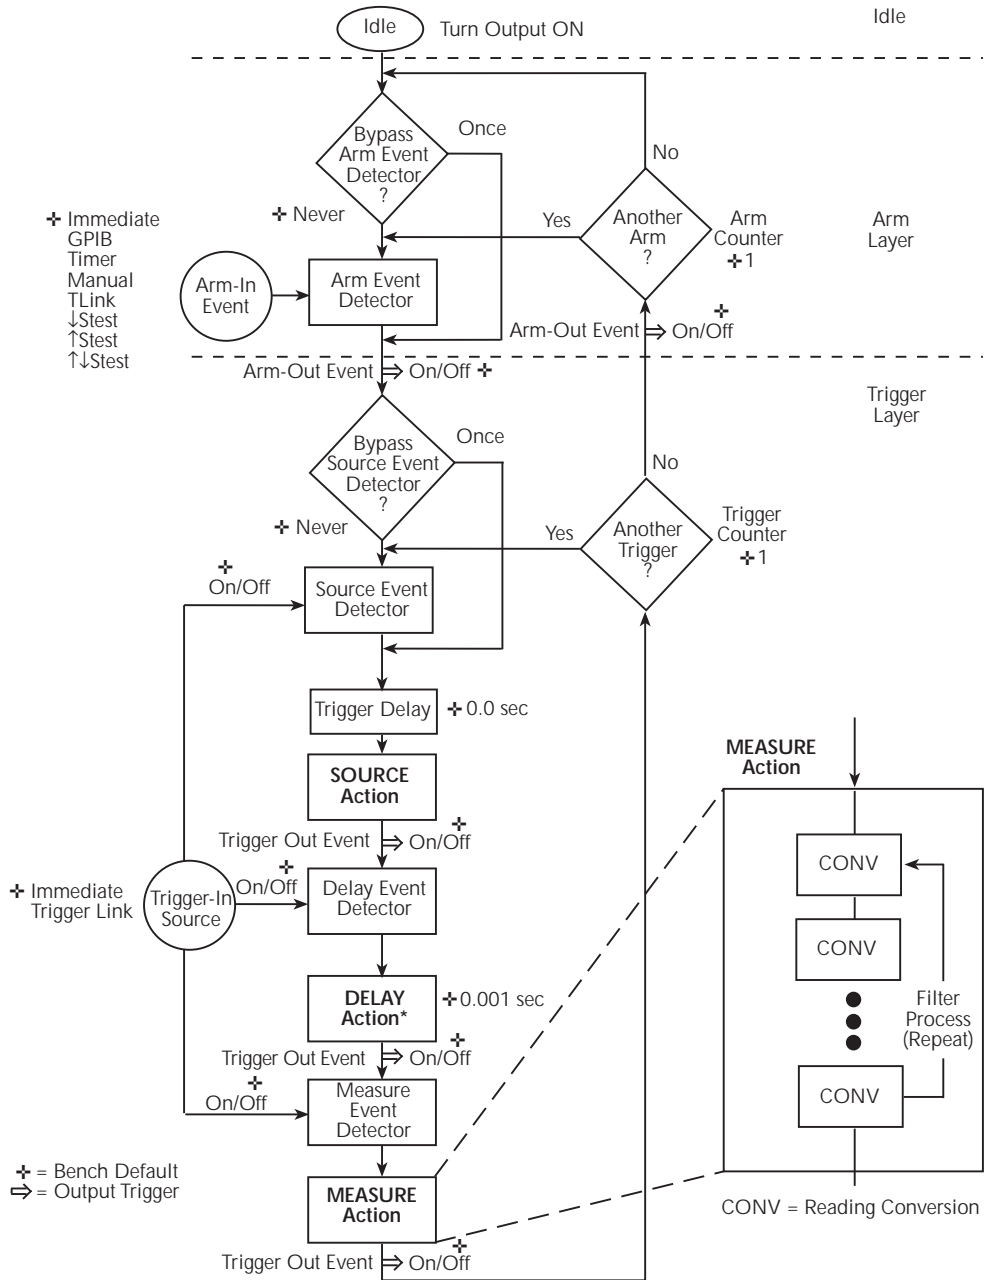 Idle
Turn Output ON
Idle
Bypass
Arm Event
Detector
?
Once
✛ Never
No
Another
Arm
?
Yes
Arm
Counter
✛ 1
Arm
Layer
✛ Immediate
GPIB
Timer
Manual
TLink
↓Stest
↑Stest
↑↓Stest
Arm-In
Event
Arm Event
Detector
Arm-Out Event ⇨ On/Off ✛
Arm-Out Event ⇨ On/Off ✛
Trigger
Layer
Bypass
Source Event
Detector
?
Once
✛ Never
No
Another
Trigger
?
Yes
Trigger
Counter
✛ 1
✛
On/Off
Source Event
Detector
Trigger Delay
✛ 0.0 sec
SOURCE
Action
Trigger Out Event ⇨ On/Off ✛
✛ Immediate
Trigger Link
Trigger-In
Source
✛
On/Off
Delay Event
Detector
DELAY
Action*
✛ 0.001 sec
Trigger Out Event ⇨ On/Off ✛
✛
On/Off
Measure
Event
Detector
MEASURE
Action
Trigger Out Event ⇨ On/Off ✛
✛ = Bench Default
⇨ = Output Trigger
MEASURE
Action
CONV
CONV
CONV
Filter
Process
(Repeat)
CONV = Reading Conversion